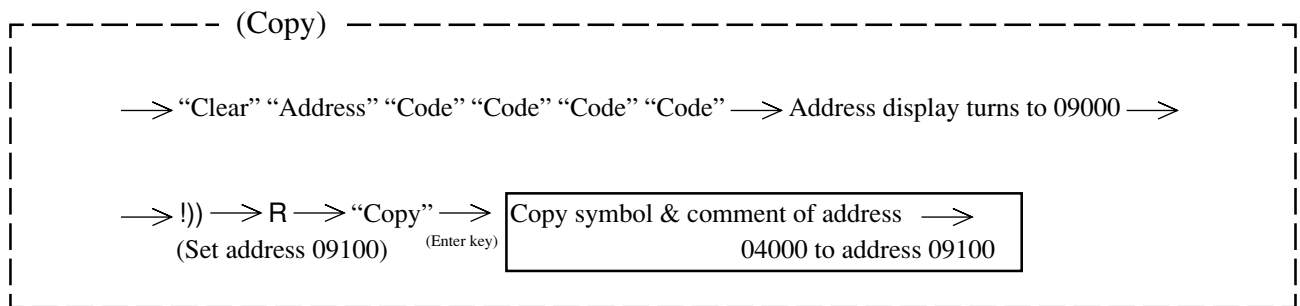 (Copy)
“Clear” “Address” “Code” “Code” “Code” “Code” Address display turns to 09000
!)) R “Copy” Copy symbol & comment of address
(Set address 09100) (Enter key) 04000 to address 09100